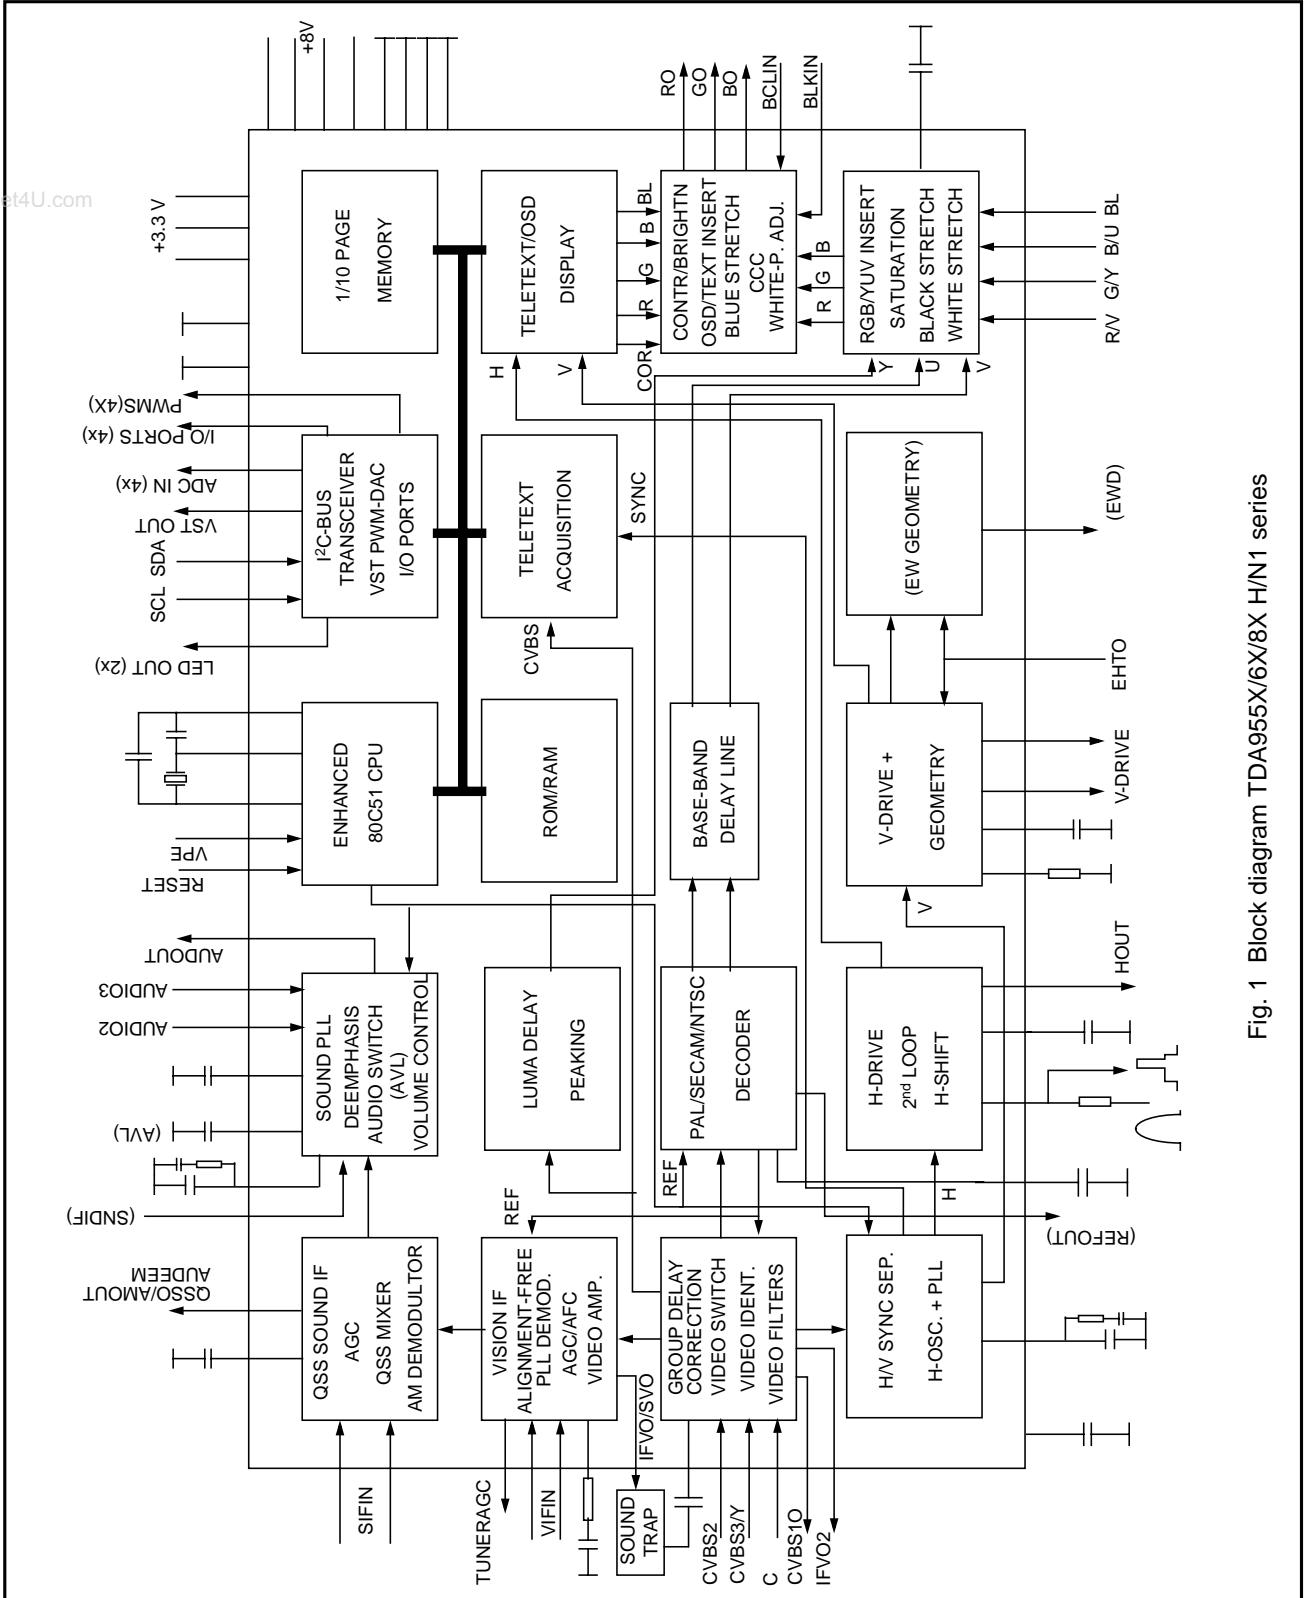 et4U.com
+8V
+3.3 V
PWMS(4X)
I/O PORTS (4x)
ADC IN (4x)
VST OUT
SCL SDA
LED OUT (2x)
VPE
RESET
AUDOUT
AUDIO3
AUDIO2
(AVL)
(SNDIF)
AUDEEM
QSSO/AMOUT
1/10 PAGE
MEMORY
I²C-BUS
TRANSCEIVER
VST PWM-DAC
I/O PORTS
ENHANCED
80C51 CPU
SOUND PLL
DEEMPHASIS
AUDIO SWITCH
(AVL)
VOLUME CONTROL
QSS SOUND IF
AGC
QSS MIXER
AM DEMODULTOR
SIFIN
TELETEXT/OSD
DISPLAY
H
V
TELETEXT
ACQUISITION
SYNC
CVBS
ROM/RAM
LUMA DELAY
PEAKING
REF
VISION IF
ALIGNMENT-FREE
PLL DEMOD.
AGC/AFC
VIDEO AMP.
TUNERAGC
VIFIN
IFVO/SVO
SOUND
TRAP
RO
GO
BO
BCLIN
BLKIN
COR R G B BL
CONTR/BRIGHTN
OSD/TEXT INSERT
BLUE STRETCH
CCC
WHITE-P. ADJ.
R G B
BASE-BAND
DELAY LINE
PAL/SECAM/NTSC
DECODER
REF
GROUP DELAY
CORRECTION
VIDEO SWITCH
VIDEO IDENT.
VIDEO FILTERS
CVBS2
CVBS3/Y
C
CVBS1O
IFVO2
RGB/YUV INSERT
SATURATION
BLACK STRETCH
WHITE STRETCH
Y
U
V
R/V G/Y B/U BL
(EW GEOMETRY)
(EWD)
EHTO
V-DRIVE +
GEOMETRY
V-DRIVE
V
H-DRIVE
2nd LOOP
H-SHIFT
HOUT
H
(REFOUT)
H/V SYNC SEP.
H-OSC. + PLL
Fig. 1 Block diagram TDA955X/6X/8X H/N1 series